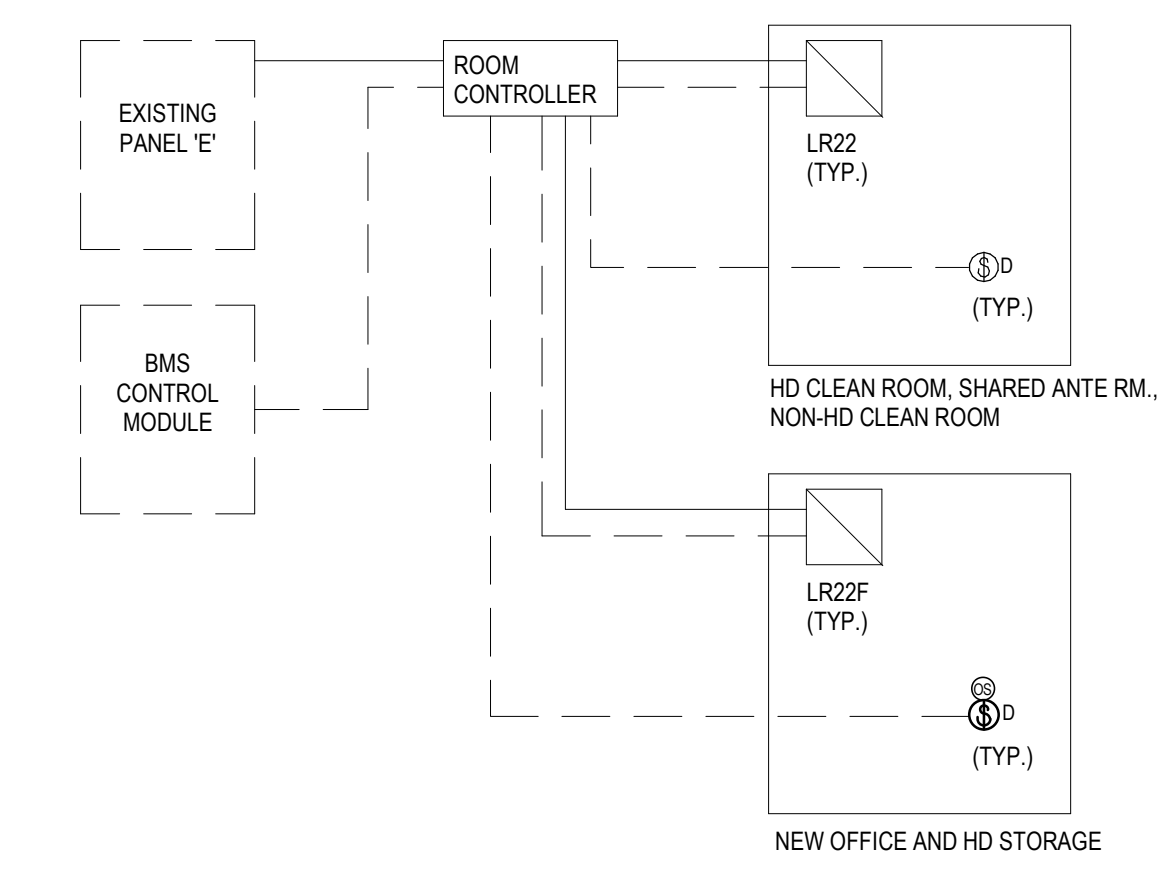 EXISTING
PANEL 'E'
ROOM
CONTROLLER
LR22
(TYP.)
$ D
(TYP.)
HD CLEAN ROOM, SHARED ANTE RM.,
NON-HD CLEAN ROOM
BMS
CONTROL
MODULE
LR22F
(TYP.)
OS
$ D
(TYP.)
NEW OFFICE AND HD STORAGE